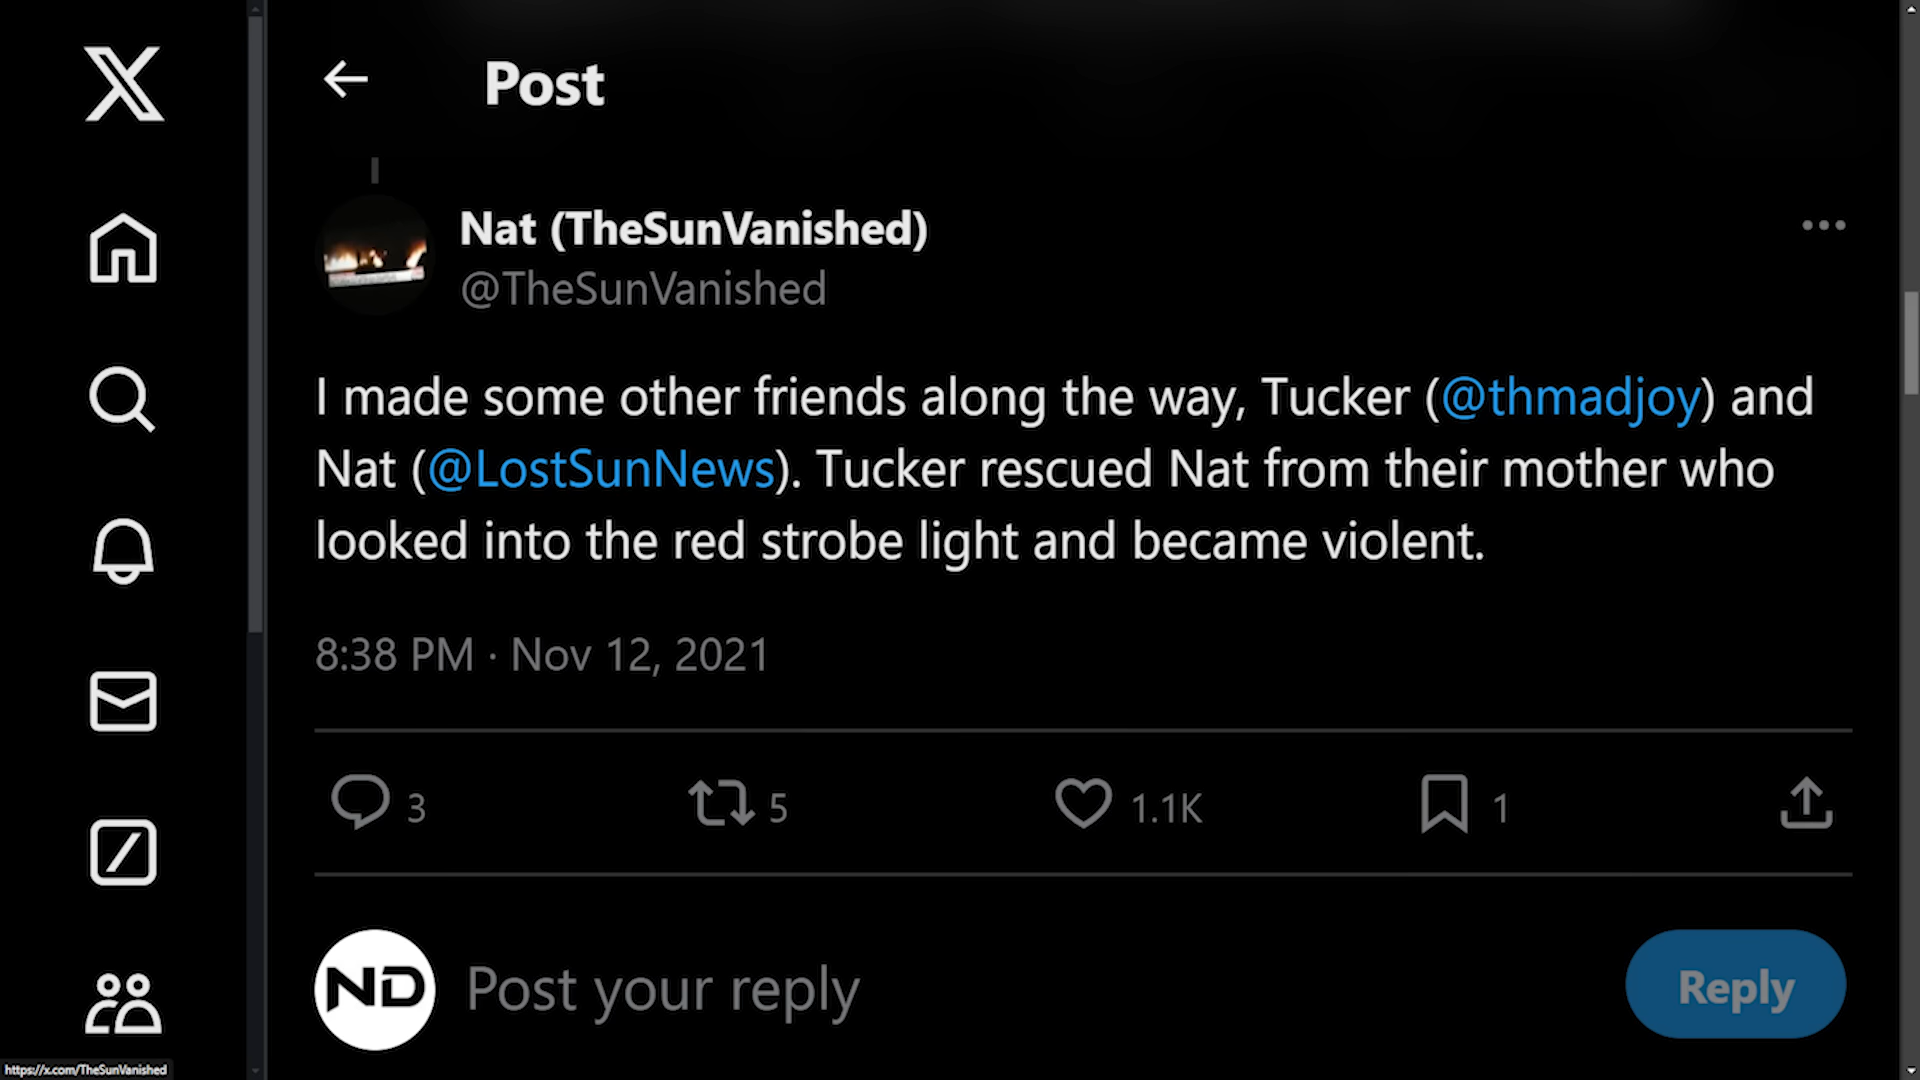 Post
Nat (TheSunVanished)
@TheSunVanished
I made some other friends along the way, Tucker (@thmadjoy) and
Nat (@LostSunNews). Tucker rescued Nat from their mother who
looked into the red strobe light and became violent.
8:38 PM · Nov 12, 2021
3 5 1.1K 1
ND Post your reply Reply
https://x.com/TheSunVanished